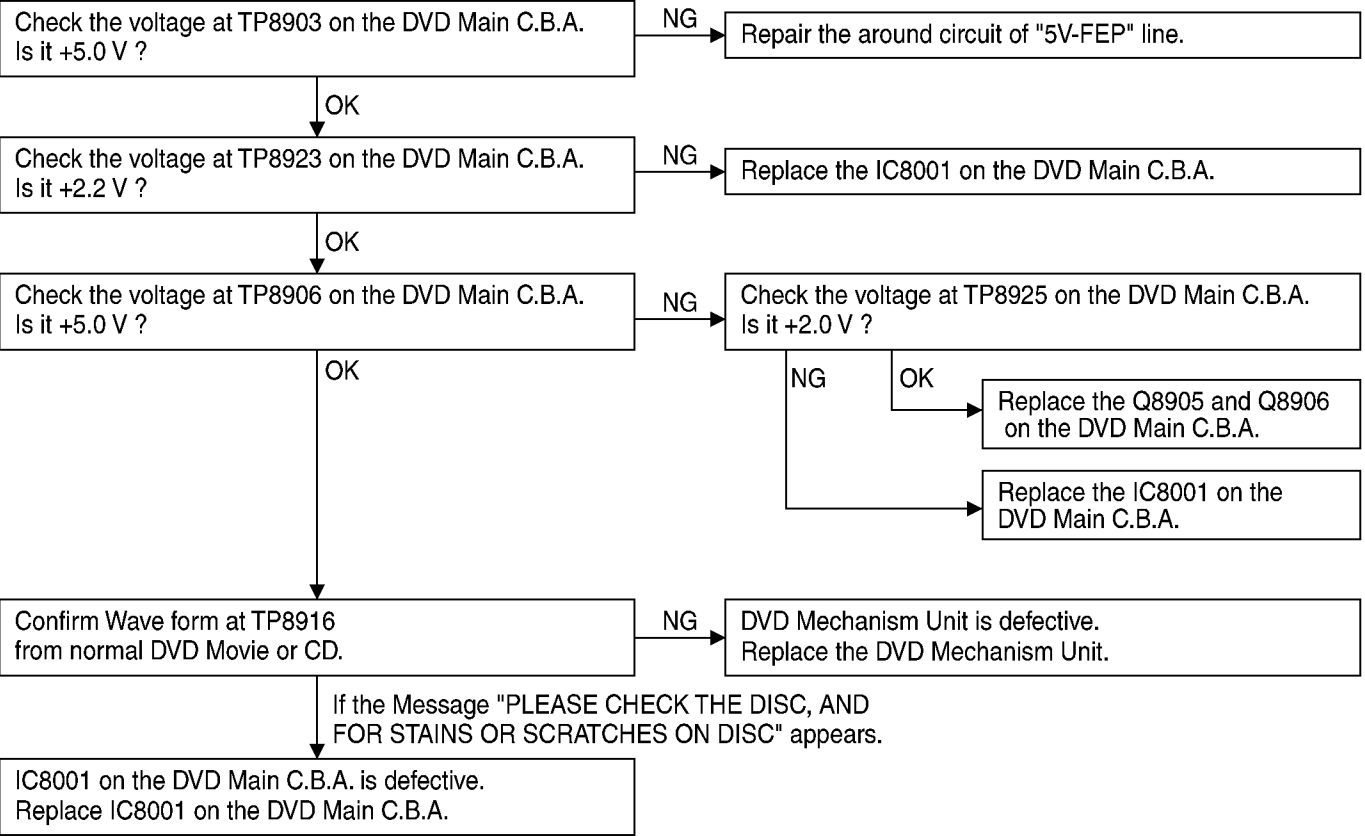 Check the voltage at TP8903 on the DVD Main C.B.A.
Is it +5.0 V ?
NG
Repair the around circuit of "5V-FEP" line.
OK
Check the voltage at TP8923 on the DVD Main C.B.A.
Is it +2.2 V ?
NG
Replace the IC8001 on the DVD Main C.B.A.
OK
Check the voltage at TP8906 on the DVD Main C.B.A.
Is it +5.0 V ?
NG
Check the voltage at TP8925 on the DVD Main C.B.A.
Is it +2.0 V ?
OK
NG
OK
Replace the Q8905 and Q8906
on the DVD Main C.B.A.
Replace the IC8001 on the
DVD Main C.B.A.
Confirm Wave form at TP8916
from normal DVD Movie or CD.
NG
DVD Mechanism Unit is defective.
Replace the DVD Mechanism Unit.
If the Message "PLEASE CHECK THE DISC, AND
FOR STAINS OR SCRATCHES ON DISC" appears.
IC8001 on the DVD Main C.B.A. is defective.
Replace IC8001 on the DVD Main C.B.A.